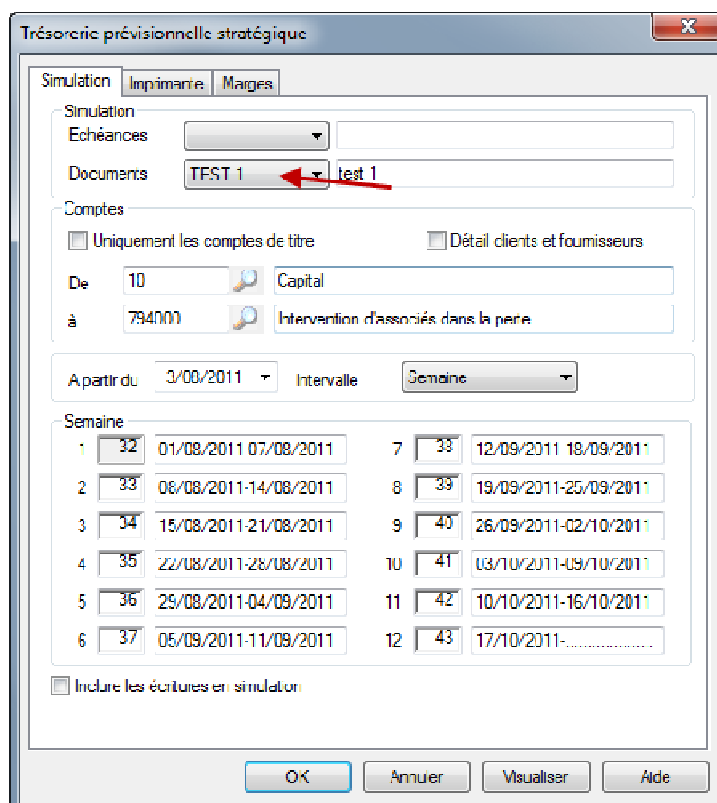 Trésorerie prévisionnelle stratégique
Simulation Imprimante Marges
Simulation
Echéances
Documents TEST 1 test 1
Comptes
Uniquement les comptes de titre Détail clients et fournisseurs
De 10 Capital
à 794000 Intervention d'associés dans la perte
A partir du 3/08/2011 Intervalle Semaine
Semaine
1 32 01/08/2011-07/08/2011 7 38 12/09/2011-18/09/2011
2 33 08/08/2011-14/08/2011 8 39 19/09/2011-25/09/2011
3 34 15/08/2011-21/08/2011 9 40 26/09/2011-02/10/2011
4 35 22/08/2011-28/08/2011 10 41 03/10/2011-09/10/2011
5 36 29/08/2011-04/09/2011 11 42 10/10/2011-16/10/2011
6 37 05/09/2011-11/09/2011 12 43 17/10/2011-...................
Inclure les écritures en simulation
OK Annuler Visualiser Aide